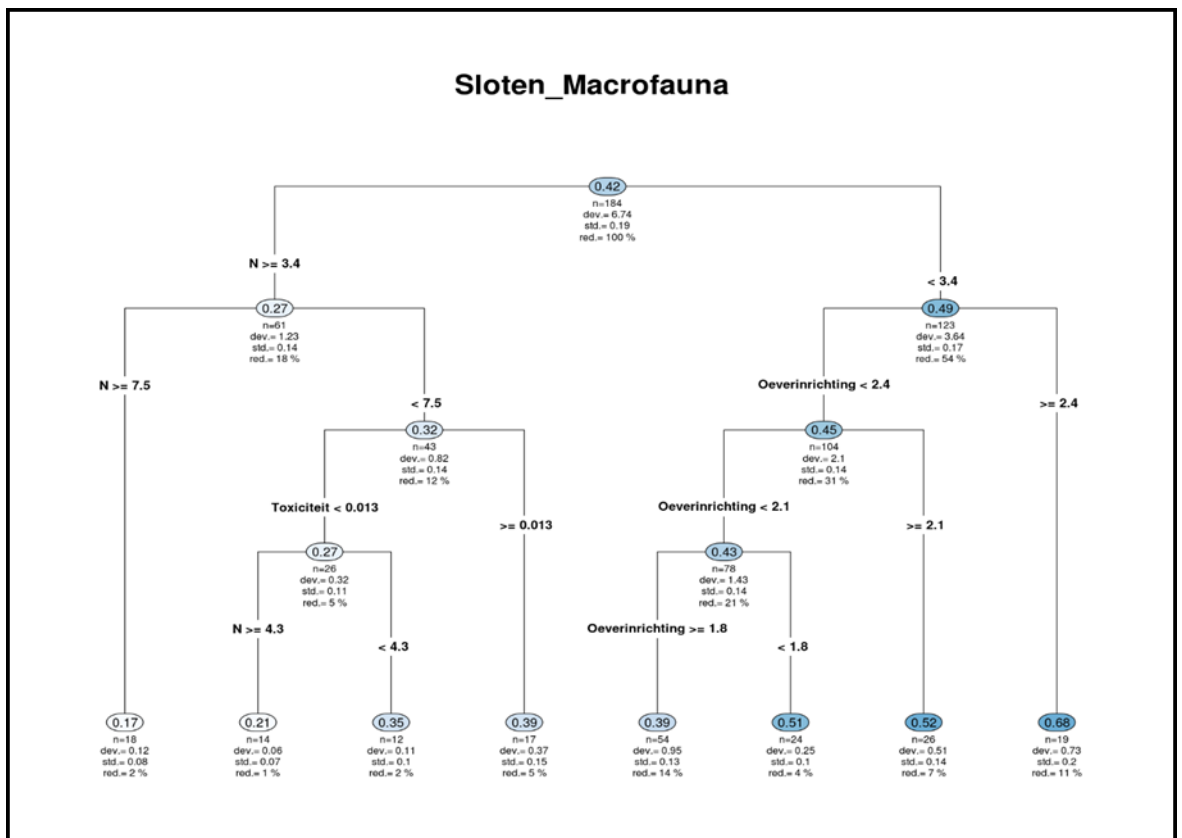 Sloten_Macrofauna
0.42
n=184
dev.= 6.74
std.= 0.19
red.= 100 %
N >= 3.4
< 3.4
0.27
n=61
dev.= 1.23
std.= 0.14
red.= 18 %
0.49
n=123
dev.= 3.64
std.= 0.17
red.= 54 %
N >= 7.5
< 7.5
Oeverinrichting < 2.4
>= 2.4
0.32
n=43
dev.= 0.82
std.= 0.14
red.= 12 %
0.45
n=104
dev.= 2.1
std.= 0.14
red.= 31 %
Toxiciteit < 0.013
>= 0.013
Oeverinrichting < 2.1
>= 2.1
0.27
n=26
dev.= 0.32
std.= 0.11
red.= 5 %
0.43
n=78
dev.= 1.43
std.= 0.14
red.= 21 %
N >= 4.3
< 4.3
Oeverinrichting >= 1.8
< 1.8
0.17
n=18
dev.= 0.12
std.= 0.08
red.= 2 %
0.21
n=14
dev.= 0.06
std.= 0.07
red.= 1 %
0.35
n=12
dev.= 0.11
std.= 0.1
red.= 2 %
0.39
n=17
dev.= 0.37
std.= 0.15
red.= 5 %
0.39
n=54
dev.= 0.95
std.= 0.13
red.= 14 %
0.51
n=24
dev.= 0.25
std.= 0.1
red.= 4 %
0.52
n=26
dev.= 0.51
std.= 0.14
red.= 7 %
0.68
n=19
dev.= 0.73
std.= 0.2
red.= 11 %